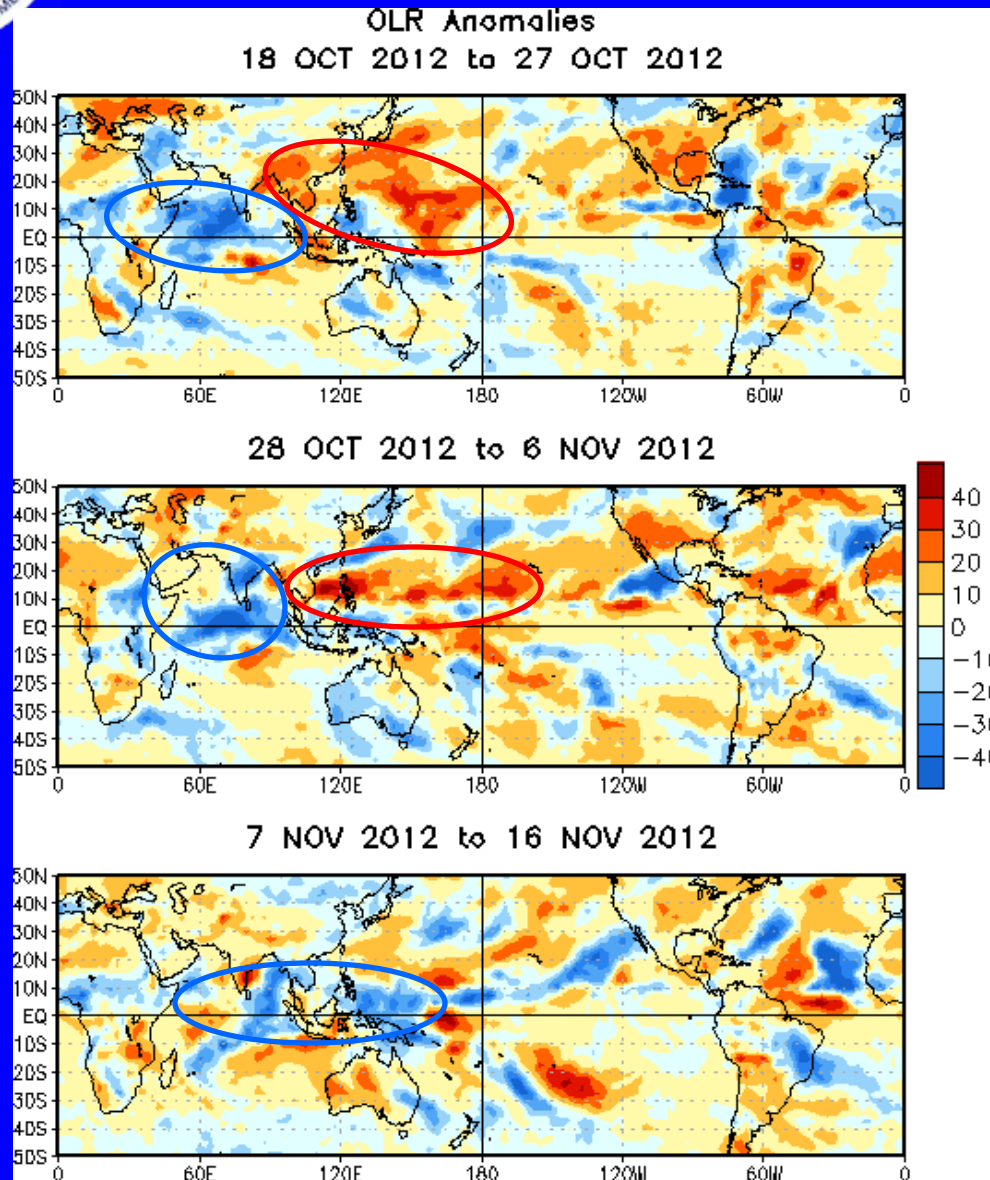 OLR Anomalies
18 OCT 2012 to 27 OCT 2012
50N
40N
30N
20N
10N
EQ
10S
20S
30S
40S
50S
0 60E 120E 180 120W 60W 0
28 OCT 2012 to 6 NOV 2012
50N
40N
30N
20N
10N
EQ
10S
20S
30S
40S
50S
0 60E 120E 180 120W 60W 0
40
30
20
10
0
−10
−20
−30
−40
7 NOV 2012 to 16 NOV 2012
50N
40N
30N
20N
10N
EQ
10S
20S
30S
40S
50S
0 60E 120E 180 120W 60W 0